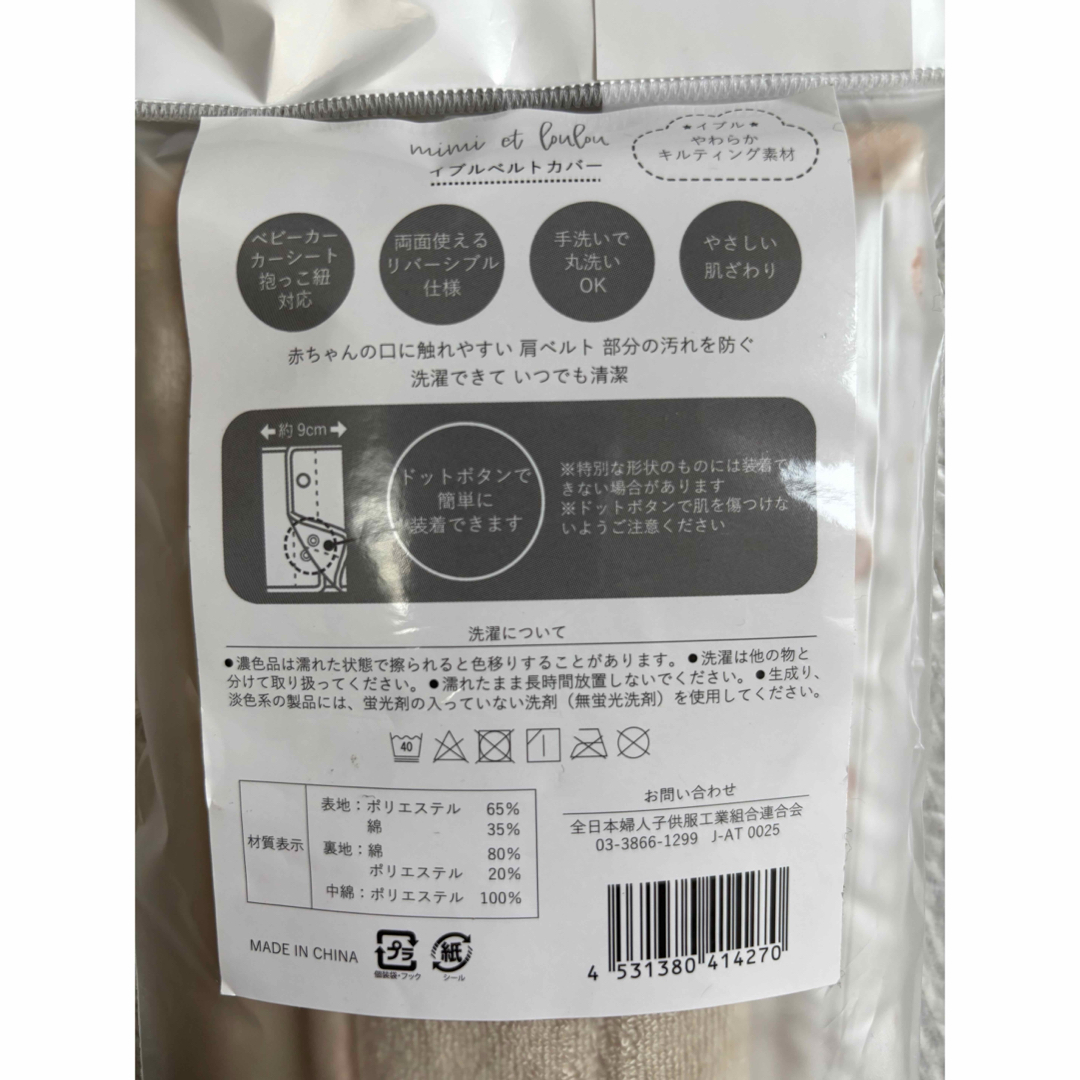 mimi et loulou
イブルベルトカバー
★イブル★
やわらか
キルティング素材
ベビーカー
カーシート
抱っこ紐
対応
両面使える
リバーシブル
仕様
手洗いで
丸洗い
OK
やさしい
肌ざわり
赤ちゃんの口に触れやすい 肩ベルト 部分の汚れを防ぐ
洗濯できて いつでも清潔
約9cm
ドットボタンで
簡単に
装着できます
※特別な形状のものには装着で
きない場合があります
※ドットボタンで肌を傷つけな
いようご注意ください
洗濯について
●濃色品は濡れた状態で擦られると色移りすることがあります。●洗濯は他の物と
分けて取り扱ってください。●濡れたまま長時間放置しないでください。●生成り、
淡色系の製品には、蛍光剤の入っていない洗剤（無蛍光洗剤）を使用してください。
40
材質表示
表地：ポリエステル 65%
綿 35%
裏地：綿 80%
ポリエステル 20%
中綿：ポリエステル 100%
お問い合わせ
全日本婦人子供服工業組合連合会
03-3866-1299 J-AT 0025
MADE IN CHINA
プラ
個装袋・フック
紙
シール
4 531380 414270